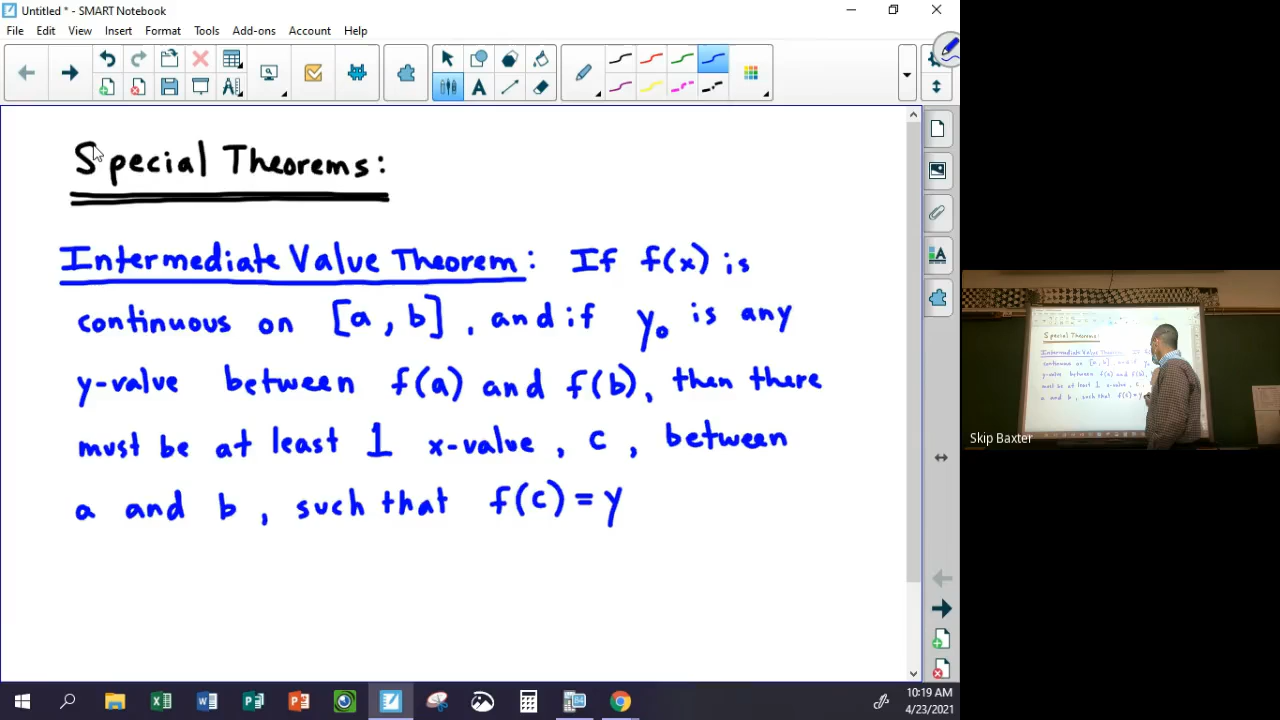 Untitled * - SMART Notebook
File Edit View Insert Format Tools Add-ons Account Help
Special Theorems:
Intermediate Value Theorem: If f(x) is
continuous on [a, b], and if y₀ is any
y-value between f(a) and f(b), then there
must be at least 1 x-value, c, between
a and b, such that f(c) = y
Skip Baxter
10:19 AM
4/23/2021